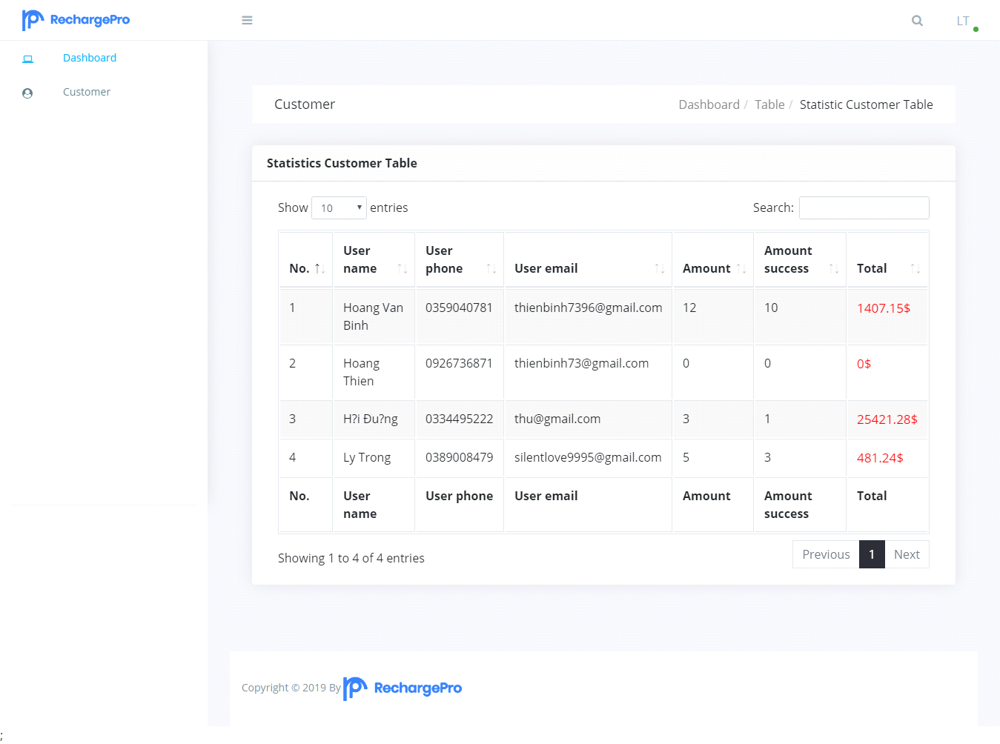 RechargePro
LT
Dashboard
Customer
Customer
Dashboard / Table / Statistic Customer Table
Statistics Customer Table
Show 10 entries
Search:
No. User name User phone User email Amount Amount success Total
1 Hoang Van Binh 0359040781 thienbinh7396@gmail.com 12 10 1407.15$
2 Hoang Thien 0926736871 thienbinh73@gmail.com 0 0 0$
3 H?i Đu?ng 0334495222 thu@gmail.com 3 1 25421.28$
4 Ly Trong 0389008479 silentlove9995@gmail.com 5 3 481.24$
No. User name User phone User email Amount Amount success Total
Showing 1 to 4 of 4 entries
Previous 1 Next
Copyright © 2019 By RechargePro
;